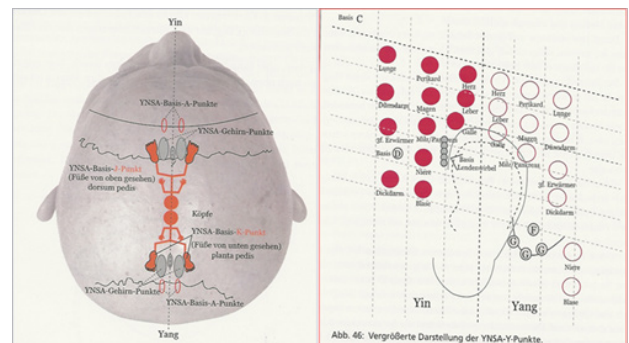 Yin
YNSA-Basis-A-Punkte
YNSA-Gehirn-Punkte
YNSA-Basis-J-Punkt
(Füße von oben gesehen)
dorsum pedis
Köpfe
YNSA-Basis-K-Punkt
(Füße von unten gesehen)
planta pedis
YNSA-Gehirn-Punkte
YNSA-Basis-A-Punkte
Yang
Basis C
Lunge
Perikard
Herz
Herz
Perikard
Lunge
Dünndarm
Magen
Leber
Leber
Magen
Dünndarm
3f. Erwärmer
Milz/Pankreas
Galle
Galle
Milz/Pankreas
Basis D
Basis
Lendenwirbel
Niere
3f. Erwärmer
Dickdarm
Blase
Dickdarm
F
G
G
G
Niere
Blase
Yin
Yang
Abb. 46: Vergrößerte Darstellung der YNSA-Y-Punkte.